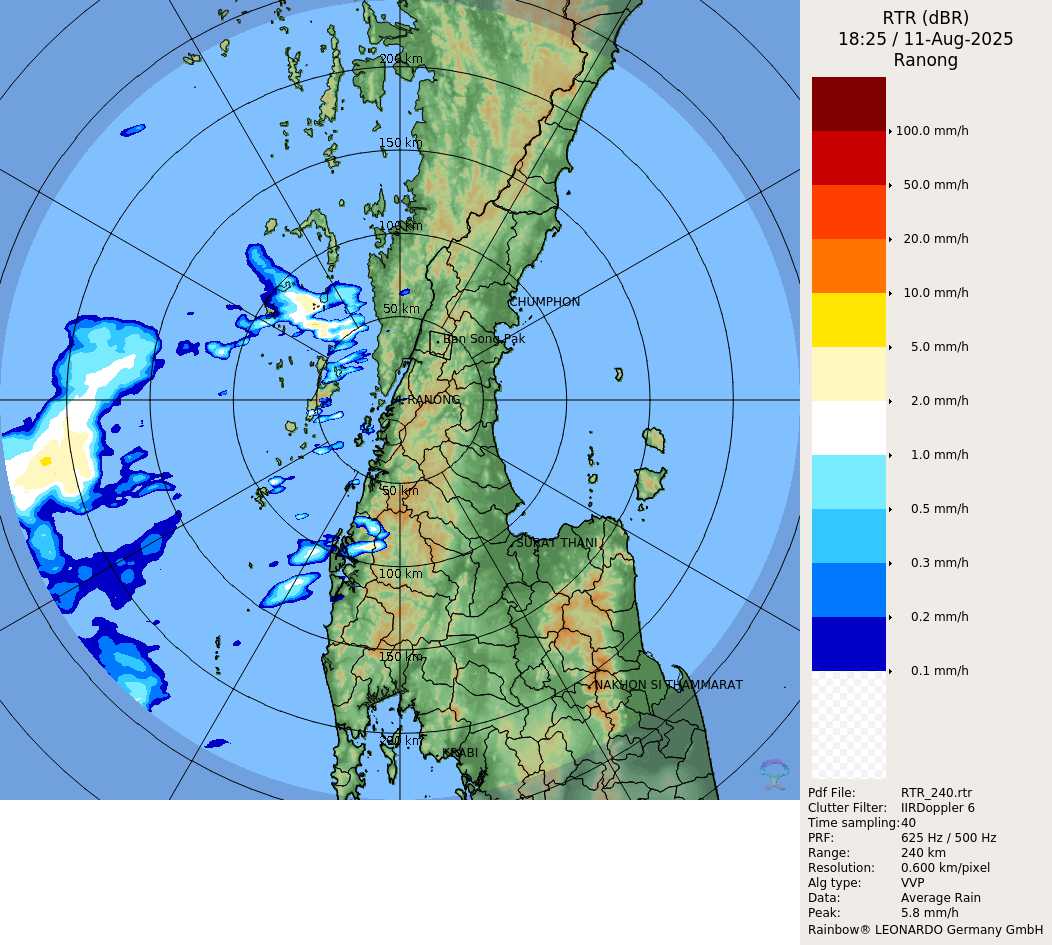 RTR (dBR)
18:25 / 11-Aug-2025
Ranong
100.0 mm/h
50.0 mm/h
20.0 mm/h
10.0 mm/h
5.0 mm/h
2.0 mm/h
1.0 mm/h
0.5 mm/h
0.3 mm/h
0.2 mm/h
0.1 mm/h
Pdf File: RTR_240.rtr
Clutter Filter: IIRDoppler 6
Time sampling: 40
PRF: 625 Hz / 500 Hz
Range: 240 km
Resolution: 0.600 km/pixel
Alg type: VVP
Data: Average Rain
Peak: 5.8 mm/h
Rainbow® LEONARDO Germany GmbH
200 km
150 km
100 km
50 km
CHUMPHON
Ban Song Pak
RANONG
50 km
SURAT THANI
100 km
150 km
NAKHON SI THAMMARAT
200 km
KRABI